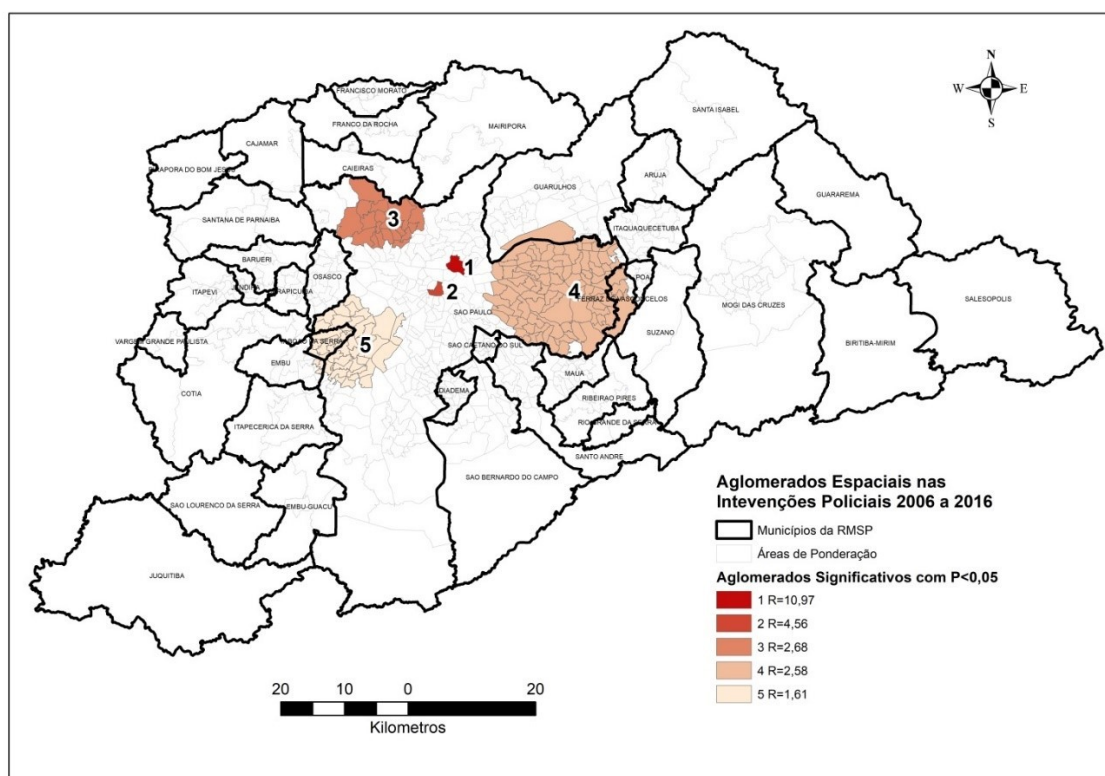 N
W E
S
FRANCISCO MORATO
FRANCO DA ROCHA
MAIRIPORA
SANTA ISABEL
CAJAMAR
CAIEIRAS
GUARULHOS
ARUJA
GUARAREMA
SANTANA DE PARNAIBA
3
ITAQUAQUECETUBA
BARUERI
OSASCO
1
ITAPEVI
2
4
POA
MOGI DAS CRUZES
SALESOPOLIS
SAO PAULO
SUZANO
VARGEM GRANDE PAULISTA
5
SAO CAETANO DO SUL
BIRITIBA-MIRIM
EMBU
MAUA
COTIA
DIADEMA
RIBEIRAO PIRES
ITAPECERICA DA SERRA
RIO GRANDE DA SERRA
SANTO ANDRE
SAO BERNARDO DO CAMPO
SAO LOURENCO DA SERRA
EMBU-GUACU
JUQUITIBA
Aglomerados Espaciais nas
Intevenções Policiais 2006 a 2016
Municípios da RMSP
Áreas de Ponderação
Aglomerados Significativos com P<0,05
1 R=10,97
2 R=4,56
3 R=2,68
4 R=2,58
5 R=1,61
20 10 0 20
Kilometros